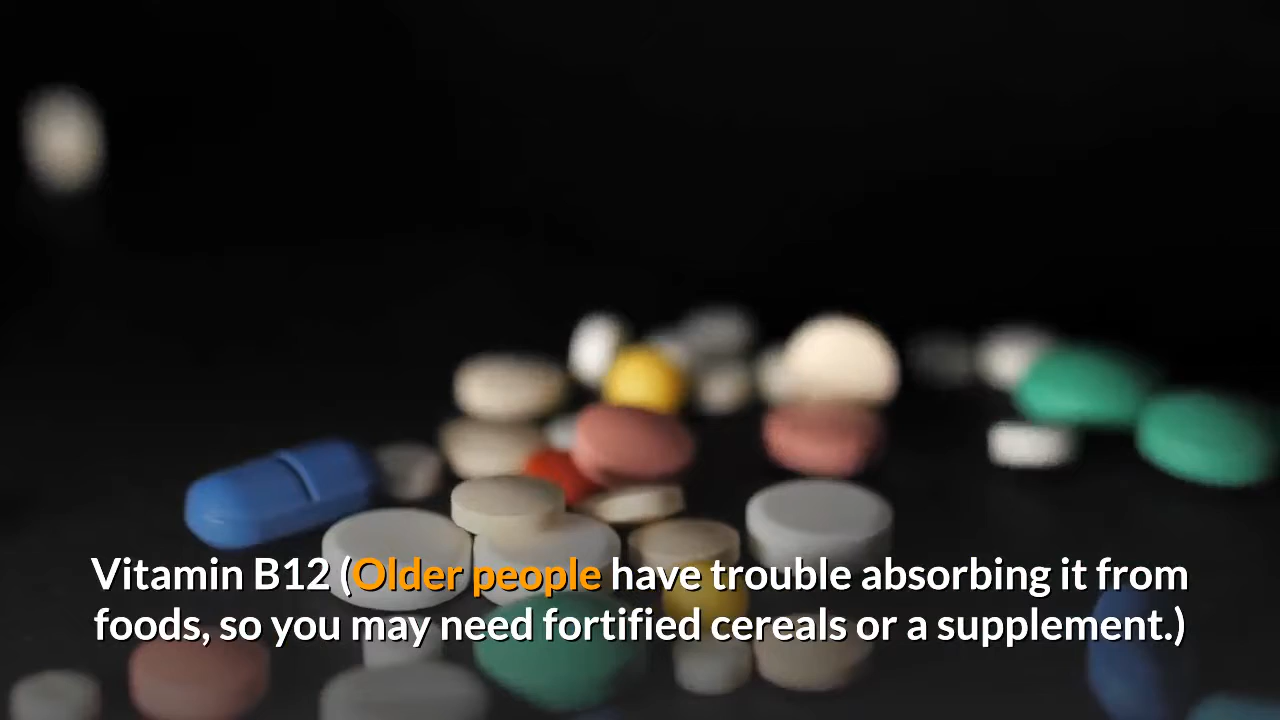 Vitamin B12 (Older people have trouble absorbing it from
foods, so you may need fortified cereals or a supplement.)